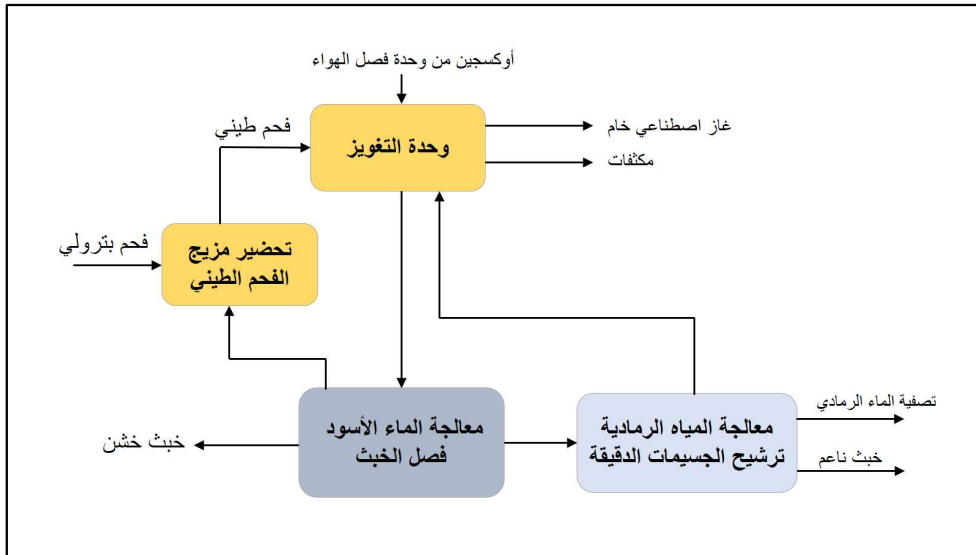 أوكسجين من وحدة فصل الهواء
فحم طيني
وحدة التغويز
غاز اصطناعي خام
مكثفات
فحم بترولي
تحضير مزيج
الفحم الطيني
معالجة الماء الأسود
فصل الخبث
خبث خشن
معالجة المياه الرمادية
ترشيح الجسيمات الدقيقة
تصفية الماء الرمادي
خبث ناعم